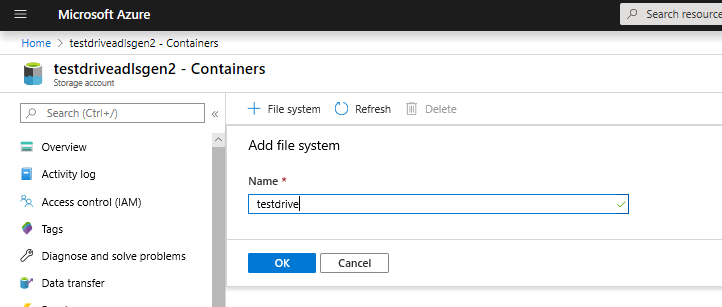 Microsoft Azure
Search resource
Home > testdriveadlsgen2 - Containers
testdriveadlsgen2 - Containers
Storage account
Search (Ctrl+/)
«
Overview
Activity log
Access control (IAM)
Tags
Diagnose and solve problems
Data transfer
+ File system
Refresh
Delete
Add file system
Name *
testdrive
OK
Cancel